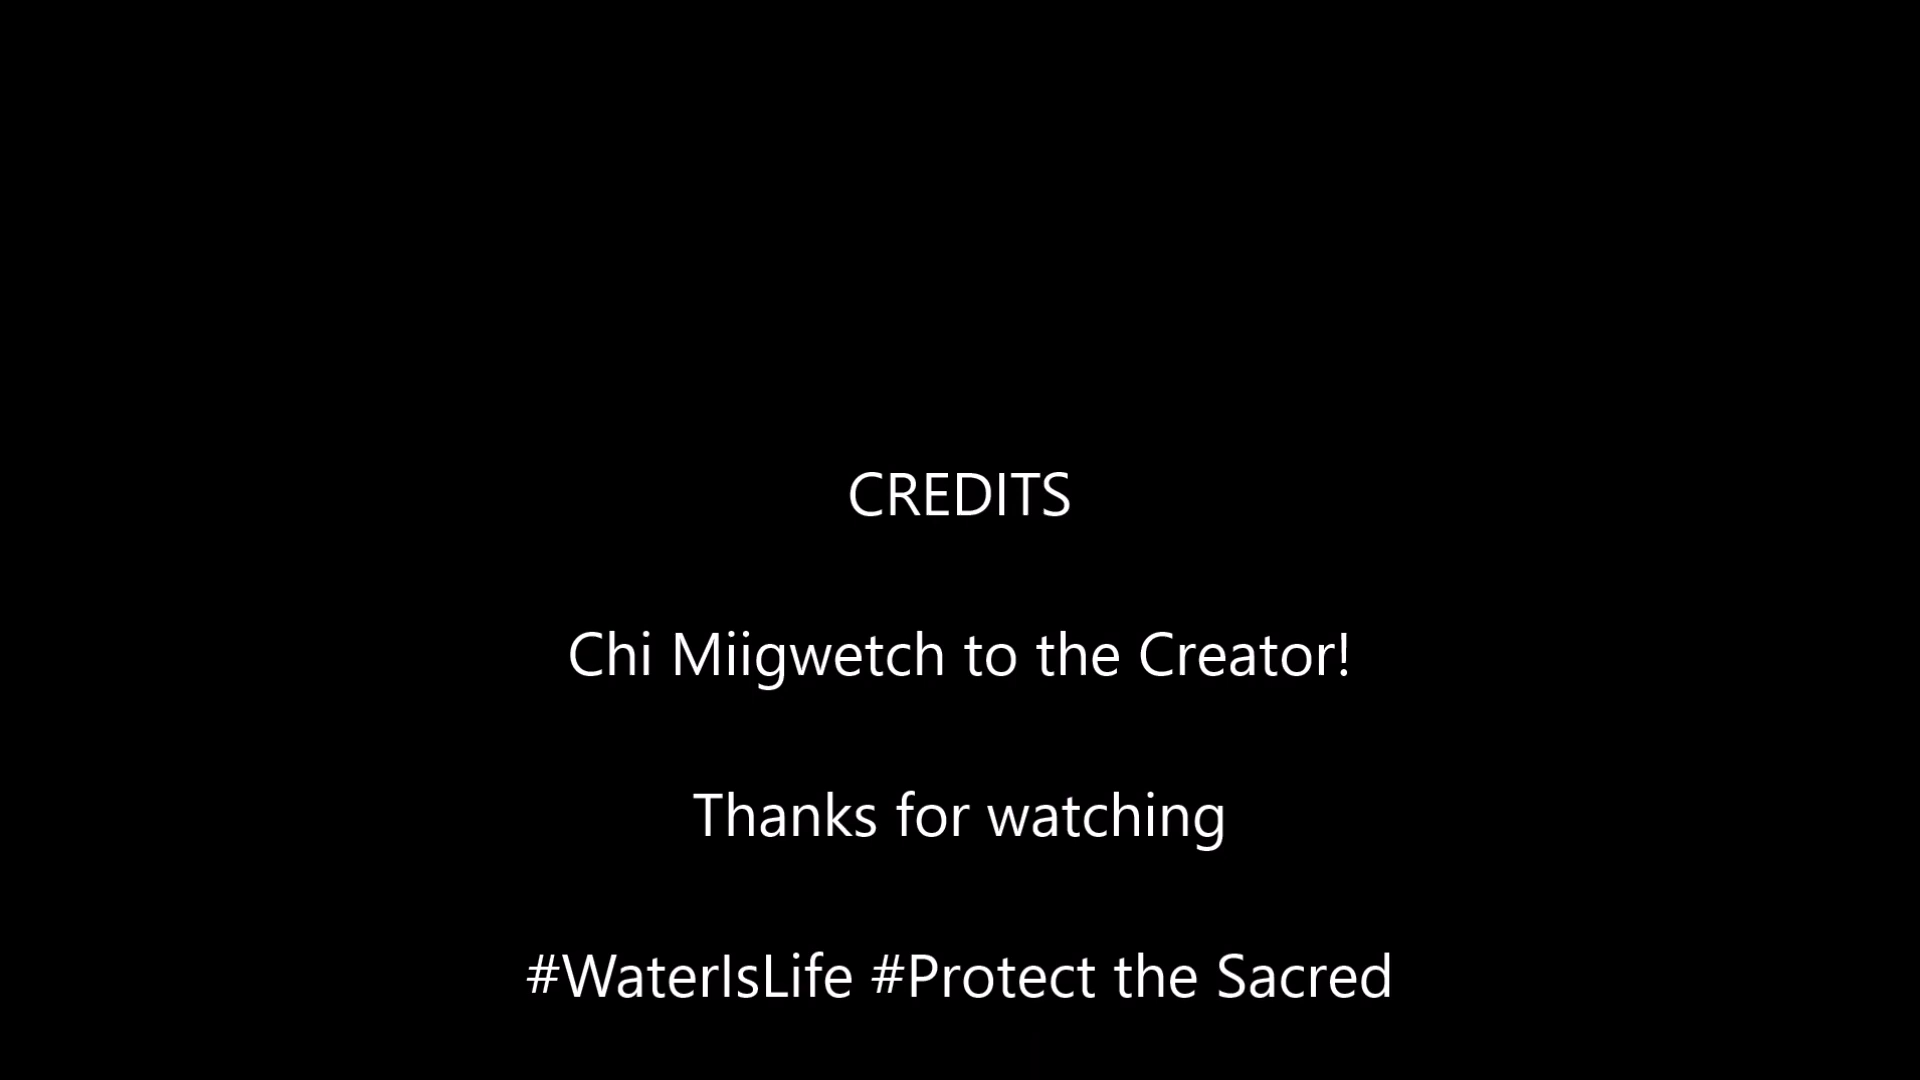 CREDITS
Chi Miigwetch to the Creator!
Thanks for watching
#WaterIsLife #Protect the Sacred